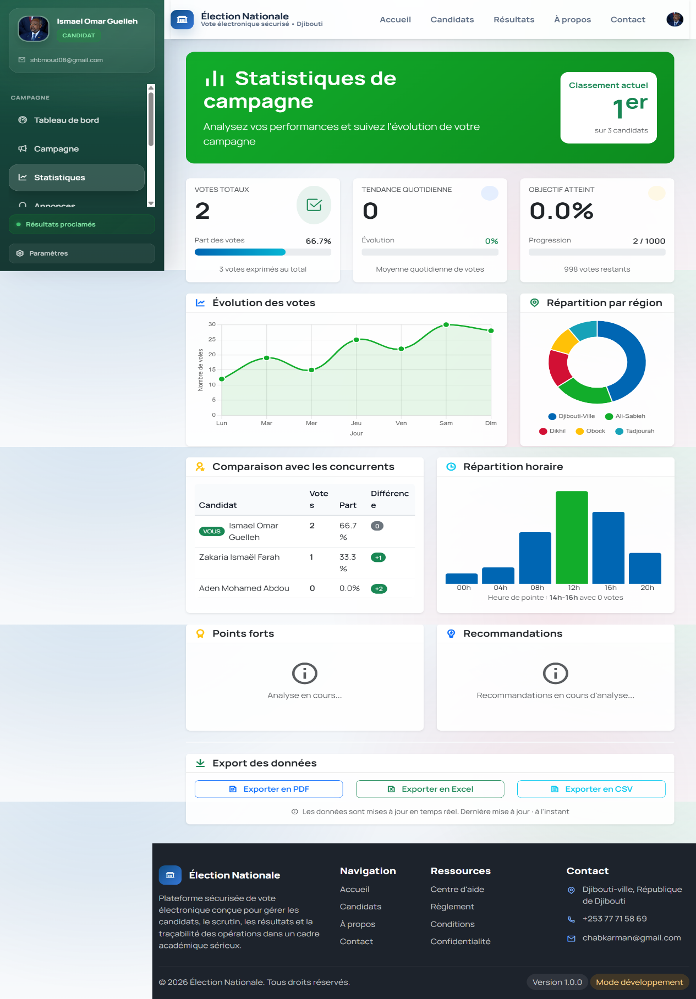 Ismael Omar Guelleh
CANDIDAT
shbmoud08@gmail.com
CAMPAGNE
Tableau de bord
Campagne
Statistiques
Annonces
Résultats proclamés
Paramètres
Élection Nationale
Vote électronique sécurisé • Djibouti
Accueil
Candidats
Résultats
À propos
Contact
Statistiques de
campagne
Analysez vos performances et suivez l'évolution de votre
campagne
Classement actuel
1er
sur 3 candidats
VOTES TOTAUX
2
Part des votes 66.7%
3 votes exprimés au total
TENDANCE QUOTIDIENNE
0
Évolution 0%
Moyenne quotidienne de votes
OBJECTIF ATTEINT
0.0%
Progression 2 / 1000
998 votes restants
Évolution des votes
Nombre de votes
30
25
20
15
10
5
0
Lun Mar Mer Jeu Ven Sam Dim
Jour
Répartition par région
Djibouti-Ville Ali-Sabieh
Dikhil Obock Tadjourah
Comparaison avec les concurrents
Vote Différenc
Candidat s Part e
VOUS Ismael Omar 2 66.7 0
Guelleh %
Zakaria Ismaël Farah 1 33.3 +1
%
Aden Mohamed Abdou 0 0.0% +2
Répartition horaire
00h 04h 08h 12h 16h 20h
Heure de pointe : 14h-16h avec 0 votes
Points forts
Analyse en cours...
Recommandations
Recommandations en cours d'analyse...
Export des données
Exporter en PDF
Exporter en Excel
Exporter en CSV
Les données sont mises à jour en temps réel. Dernière mise à jour : à l'instant
Élection Nationale
Plateforme sécurisée de vote
électronique conçue pour gérer les
candidats, le scrutin, les résultats et la
traçabilité des opérations dans un cadre
académique sérieux.
Navigation
Accueil
Candidats
À propos
Contact
Ressources
Centre d'aide
Règlement
Conditions
Confidentialité
Contact
Djibouti-ville, République
de Djibouti
+253 77 71 58 69
chabkarman@gmail.com
© 2026 Élection Nationale. Tous droits réservés.
Version 1.0.0
Mode développement